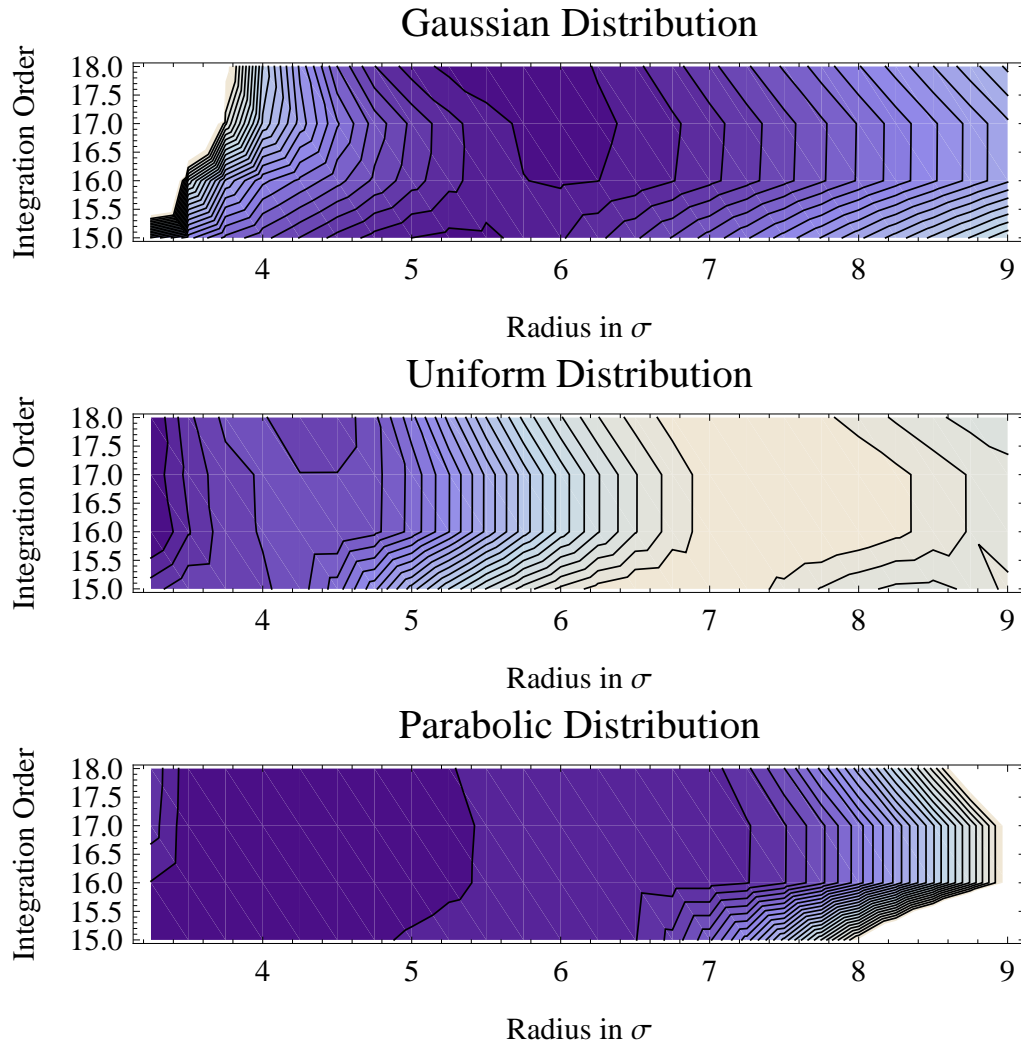 Gaussian Distribution
Integration Order
18.0
17.5
17.0
16.5
16.0
15.5
15.0
4 5 6 7 8 9
Radius in σ
Uniform Distribution
Integration Order
18.0
17.5
17.0
16.5
16.0
15.5
15.0
4 5 6 7 8 9
Radius in σ
Parabolic Distribution
Integration Order
18.0
17.5
17.0
16.5
16.0
15.5
15.0
4 5 6 7 8 9
Radius in σ